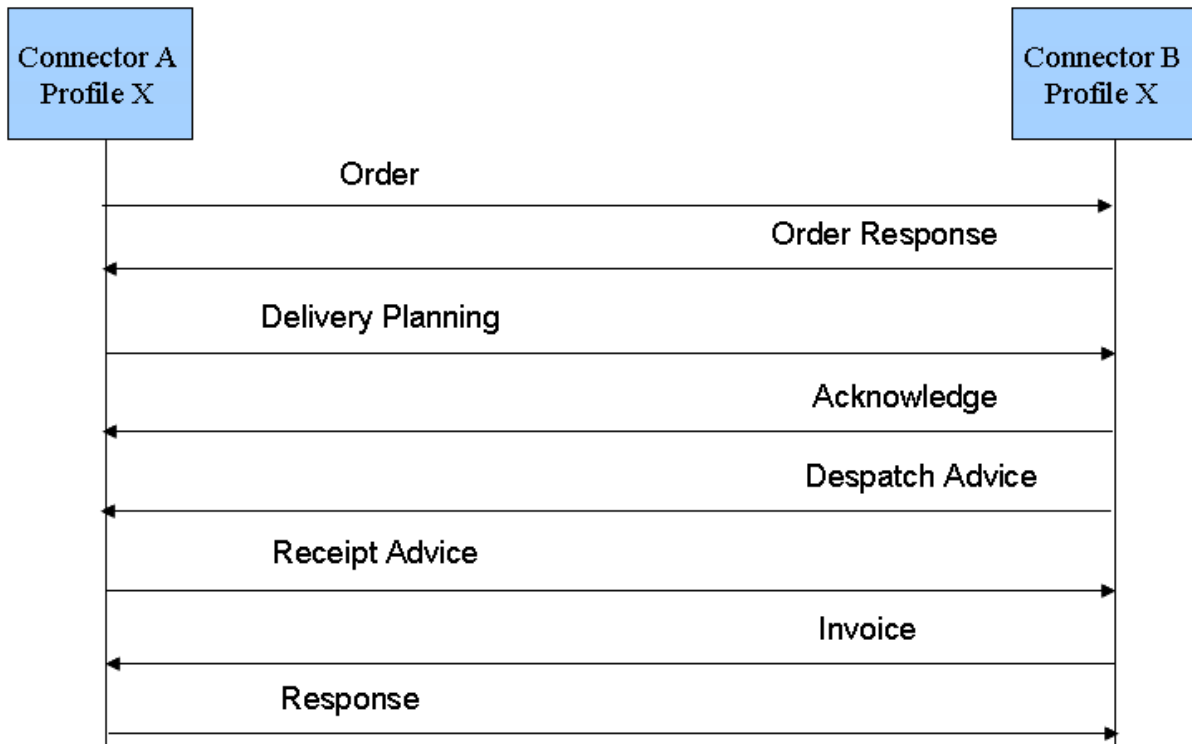 Connector A
Profile X
Connector B
Profile X
Order
Order Response
Delivery Planning
Acknowledge
Despatch Advice
Receipt Advice
Invoice
Response